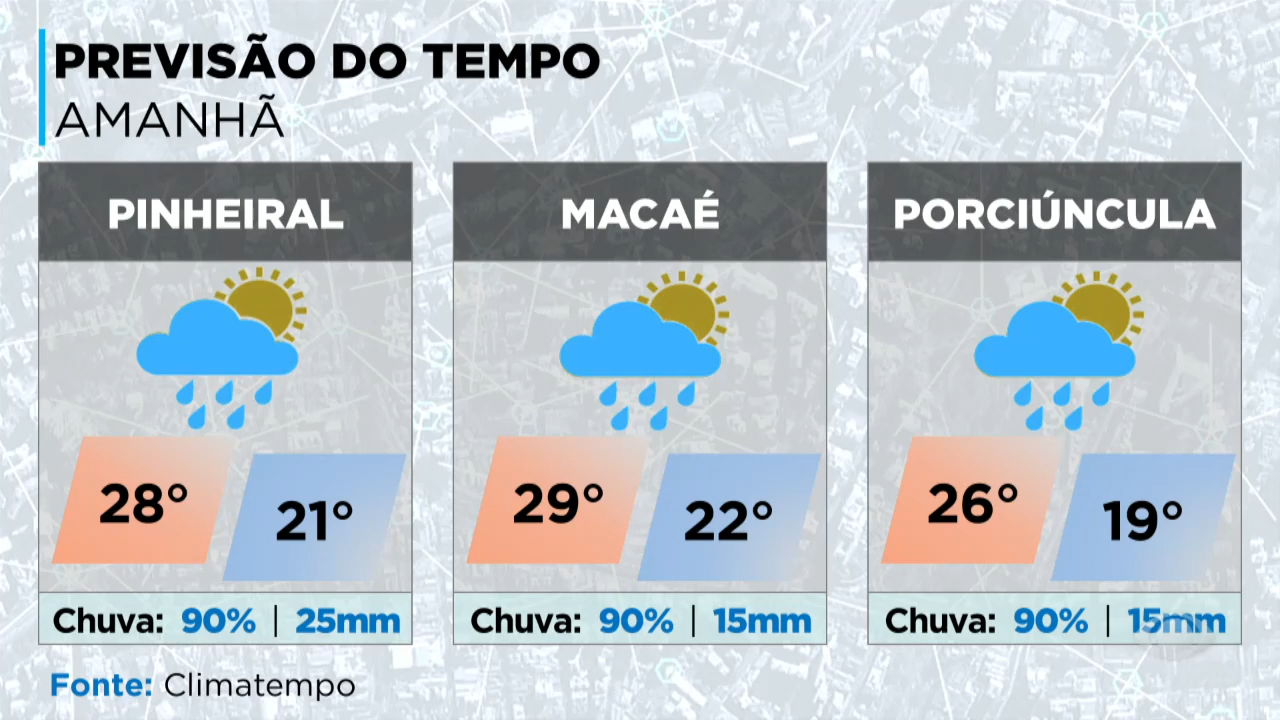 PREVISÃO DO TEMPO
AMANHÃ
PINHEIRAL
28°
21°
Chuva: 90% | 25mm
MACAÉ
29°
22°
Chuva: 90% | 15mm
PORCIÚNCULA
26°
19°
Chuva: 90% | 15mm
Fonte: Climatempo